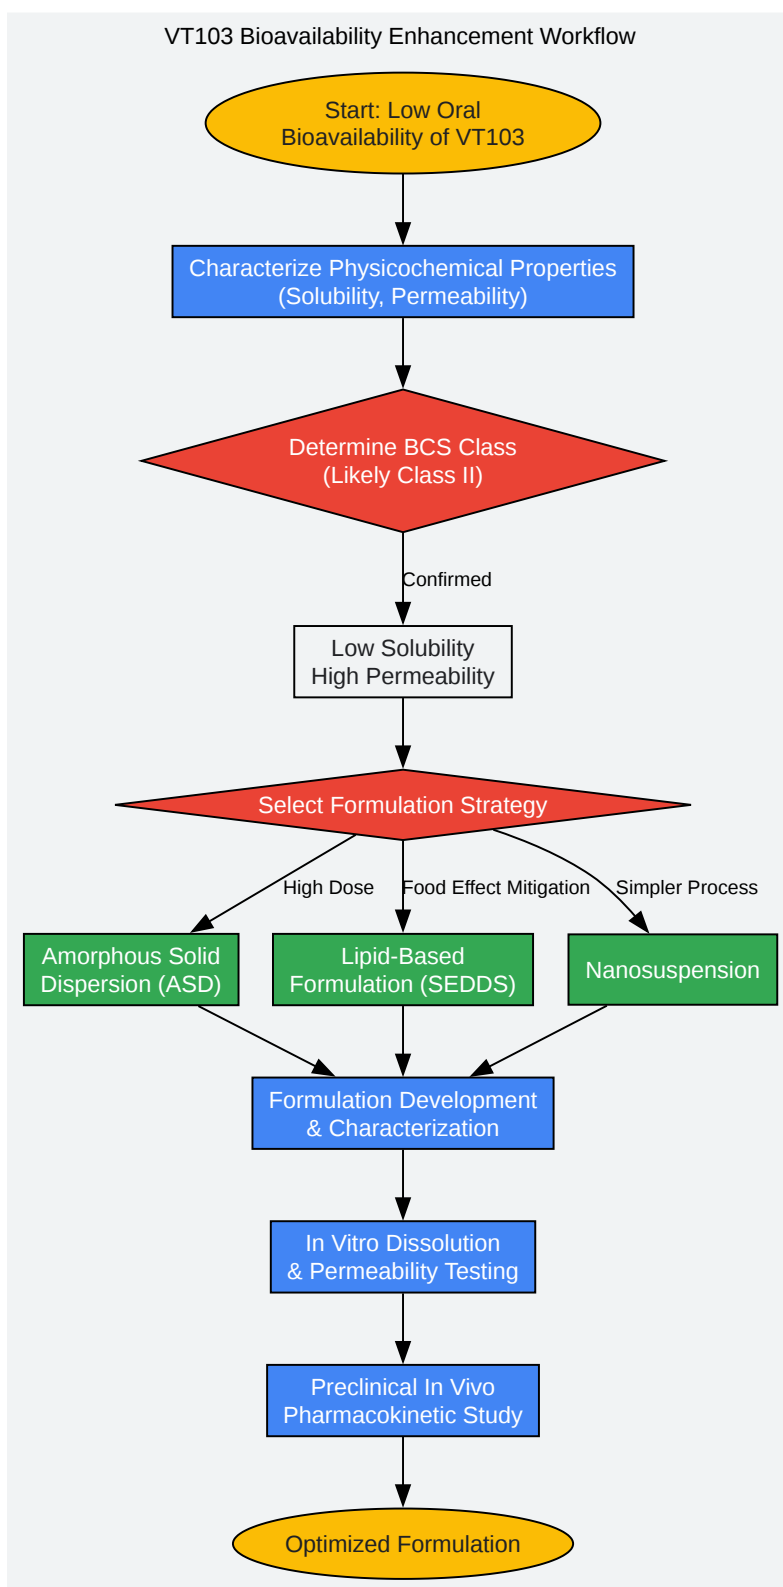 VT103 Bioavailability Enhancement Workflow
Start: Low Oral
Bioavailability of VT103
Characterize Physicochemical Properties
(Solubility, Permeability)
Determine BCS Class
(Likely Class II)
Confirmed
Low Solubility
High Permeability
Select Formulation Strategy
High Dose
Food Effect Mitigation
Simpler Process
Amorphous Solid
Dispersion (ASD)
Lipid-Based
Formulation (SEDDS)
Nanosuspension
Formulation Development
& Characterization
In Vitro Dissolution
& Permeability Testing
Preclinical In Vivo
Pharmacokinetic Study
Optimized Formulation